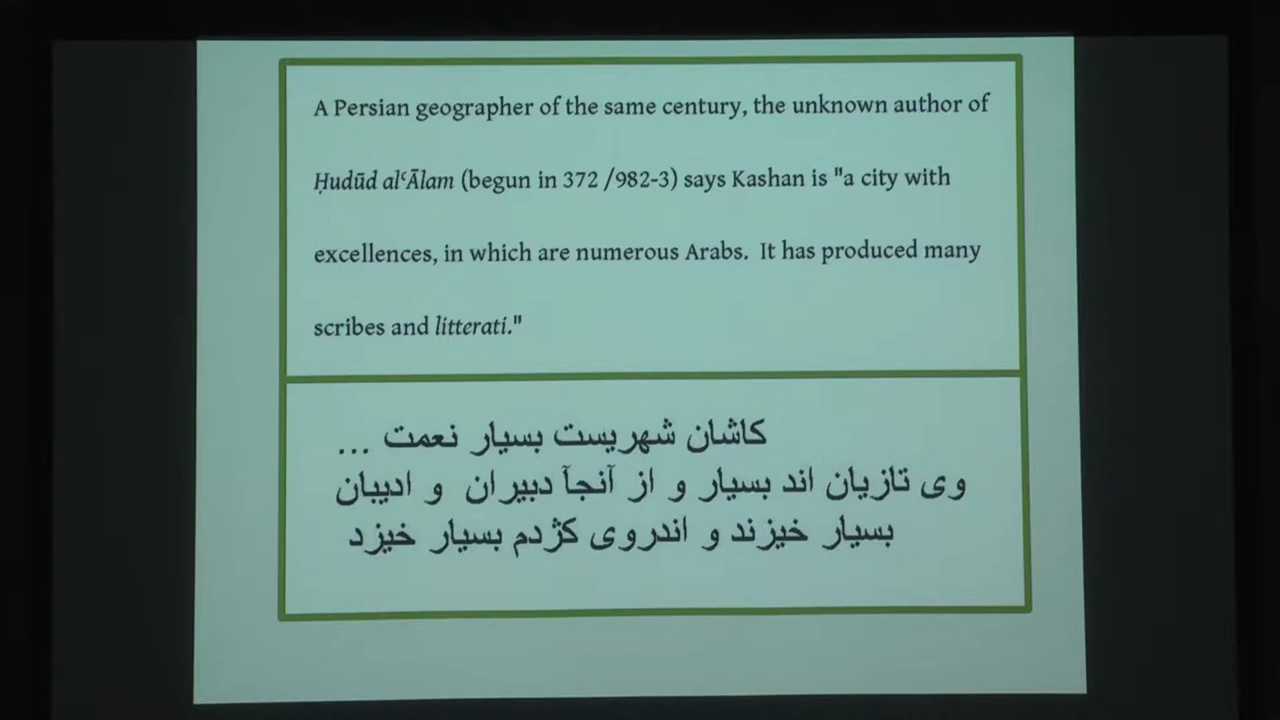 A Persian geographer of the same century, the unknown author of
Ḥudūd alʿĀlam (begun in 372 /982-3) says Kashan is "a city with
excellences, in which are numerous Arabs.  It has produced many
scribes and litterati."
کاشان شهریست بسیار نعمت ...
وی تازیان اند بسیار و از آنجآ دبیران و ادیبان
بسیار خیزند و اندروی کژدم بسیار خیزد